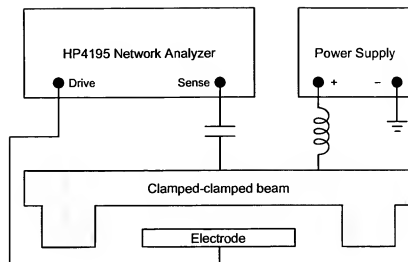 HP4195 Network Analyzer
Drive
Sense
Power Supply
+
−
Clamped-clamped beam
Electrode